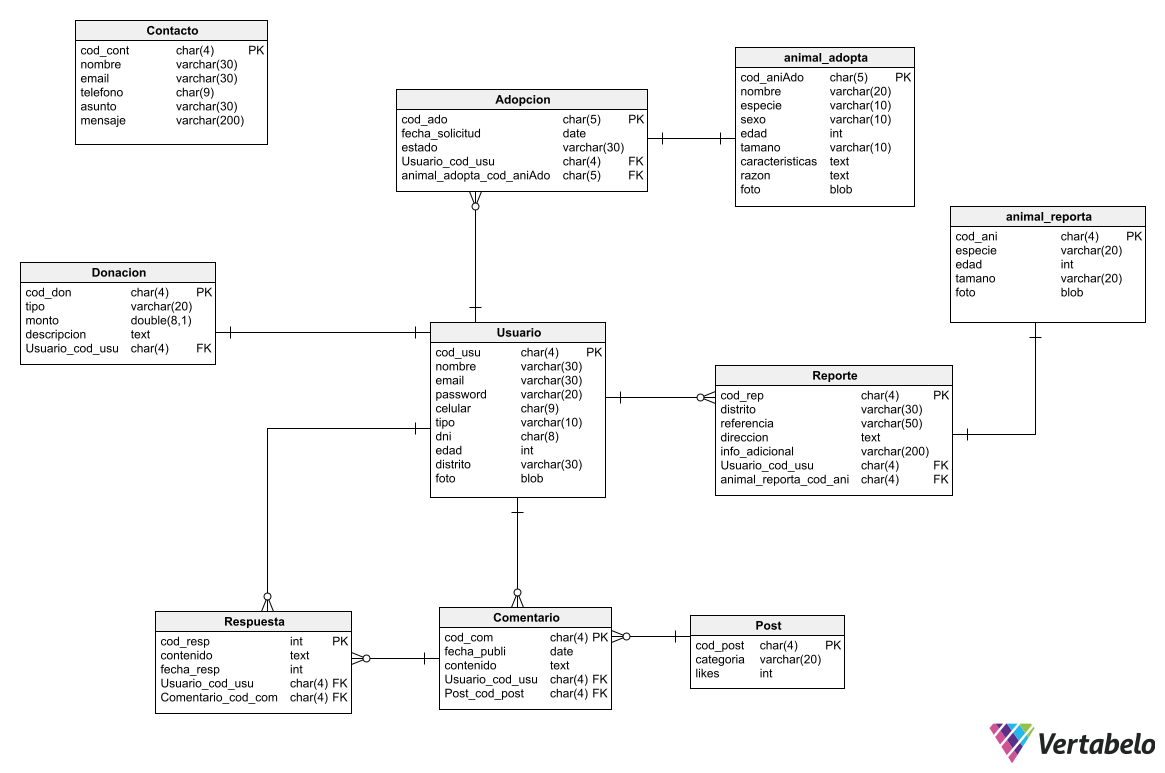 Contacto
cod_cont char(4) PK
nombre varchar(30)
email varchar(30)
telefono char(9)
asunto varchar(30)
mensaje varchar(200)
animal_adopta
cod_aniAdo char(5) PK
nombre varchar(20)
especie varchar(10)
sexo varchar(10)
edad int
tamano varchar(10)
caracteristicas text
razon text
foto blob
Adopcion
cod_ado char(5) PK
fecha_solicitud date
estado varchar(30)
Usuario_cod_usu char(4) FK
animal_adopta_cod_aniAdo char(5) FK
animal_reporta
cod_ani char(4) PK
especie varchar(20)
edad int
tamano varchar(20)
foto blob
Donacion
cod_don char(4) PK
tipo varchar(20)
monto double(8,1)
descripcion text
Usuario_cod_usu char(4) FK
Usuario
cod_usu char(4) PK
nombre varchar(30)
email varchar(30)
password varchar(20)
celular char(9)
tipo varchar(10)
dni char(8)
edad int
distrito varchar(30)
foto blob
Reporte
cod_rep char(4) PK
distrito varchar(30)
referencia varchar(50)
direccion text
info_adicional varchar(200)
Usuario_cod_usu char(4) FK
animal_reporta_cod_ani char(4) FK
Respuesta
cod_resp int PK
contenido text
fecha_resp int
Usuario_cod_usu char(4) FK
Comentario_cod_com char(4) FK
Comentario
cod_com char(4) PK
fecha_publi date
contenido text
Usuario_cod_usu char(4) FK
Post_cod_post char(4) FK
Post
cod_post char(4) PK
categoria varchar(20)
likes int
Vertabelo